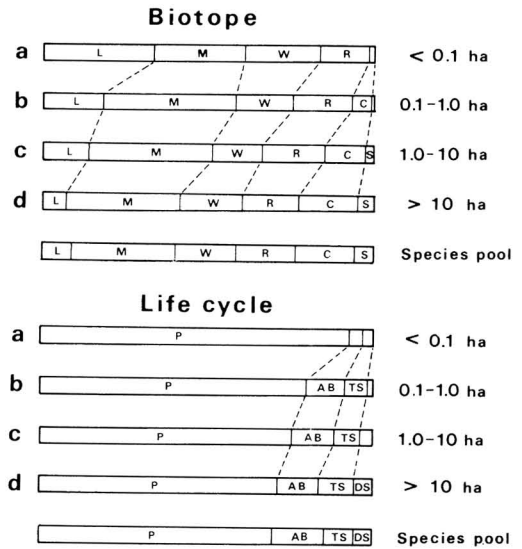 Biotope
a L M W R < 0.1 ha
b L M W R C 0.1-1.0 ha
c L M W R C S 1.0-10 ha
d L M W R C S > 10 ha
L M W R C S Species pool
Life cycle
a P < 0.1 ha
b P AB TS 0.1-1.0 ha
c P AB TS 1.0-10 ha
d P AB TS DS > 10 ha
P AB TS DS Species pool